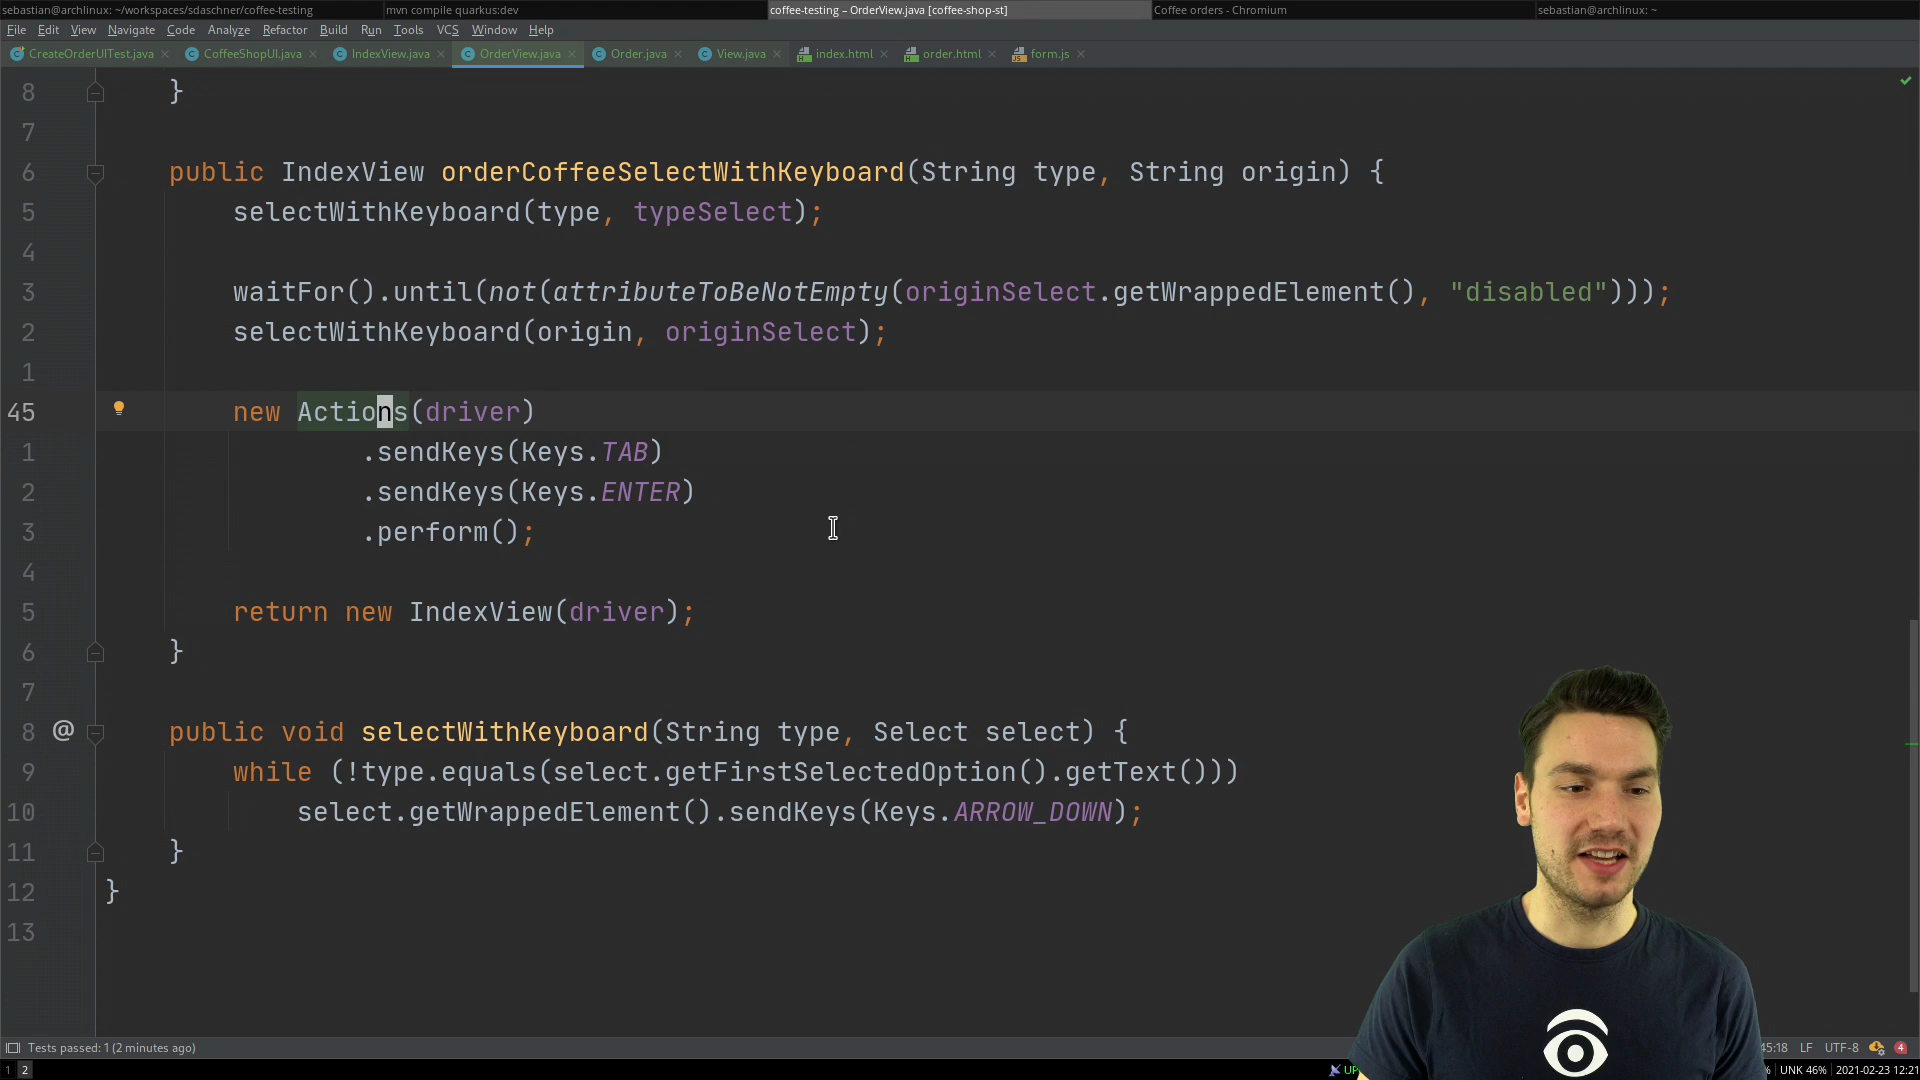 sebastian@archlinux: ~/workspaces/sdaschner/coffee-testing
mvn compile quarkus:dev
coffee-testing – OrderView.java [coffee-shop-st]
Coffee orders - Chromium
sebastian@archlinux: ~
File Edit View Navigate Code Analyze Refactor Build Run Tools VCS Window Help
CreateOrderUITest.java CoffeeShopUI.java IndexView.java OrderView.java Order.java View.java index.html order.html form.js
8 }
7
6 public IndexView orderCoffeeSelectWithKeyboard(String type, String origin) {
5 selectWithKeyboard(type, typeSelect);
4
3 waitFor().until(not(attributeToBeNotEmpty(originSelect.getWrappedElement(), "disabled")));
2 selectWithKeyboard(origin, originSelect);
1
45 new Actions(driver)
1 .sendKeys(Keys.TAB)
2 .sendKeys(Keys.ENTER)
3 .perform();
4
5 return new IndexView(driver);
6 }
7
8 @ public void selectWithKeyboard(String type, Select select) {
9 while (!type.equals(select.getFirstSelectedOption().getText()))
10 select.getWrappedElement().sendKeys(Keys.ARROW_DOWN);
11 }
12 }
13
Tests passed: 1 (2 minutes ago)
45:18 LF UTF-8 4
1 2
UP
% | UNK 46% | 2021-02-23 12:21